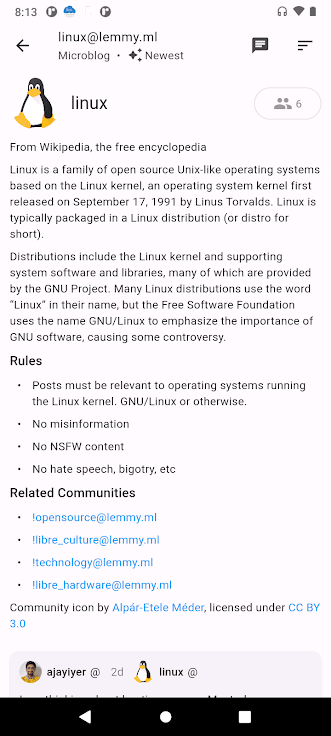 8:13
linux@lemmy.ml
Microblog • Newest
linux
6
From Wikipedia, the free encyclopedia
Linux is a family of open source Unix-like operating systems
based on the Linux kernel, an operating system kernel first
released on September 17, 1991 by Linus Torvalds. Linux is
typically packaged in a Linux distribution (or distro for
short).
Distributions include the Linux kernel and supporting
system software and libraries, many of which are provided
by the GNU Project. Many Linux distributions use the word
“Linux” in their name, but the Free Software Foundation
uses the name GNU/Linux to emphasize the importance of
GNU software, causing some controversy.
Rules
• Posts must be relevant to operating systems running
the Linux kernel. GNU/Linux or otherwise.
• No misinformation
• No NSFW content
• No hate speech, bigotry, etc
Related Communities
• !opensource@lemmy.ml
• !libre_culture@lemmy.ml
• !technology@lemmy.ml
• !libre_hardware@lemmy.ml
Community icon by Alpár-Etele Méder, licensed under CC BY
3.0
ajayiyer @ 2d linux @